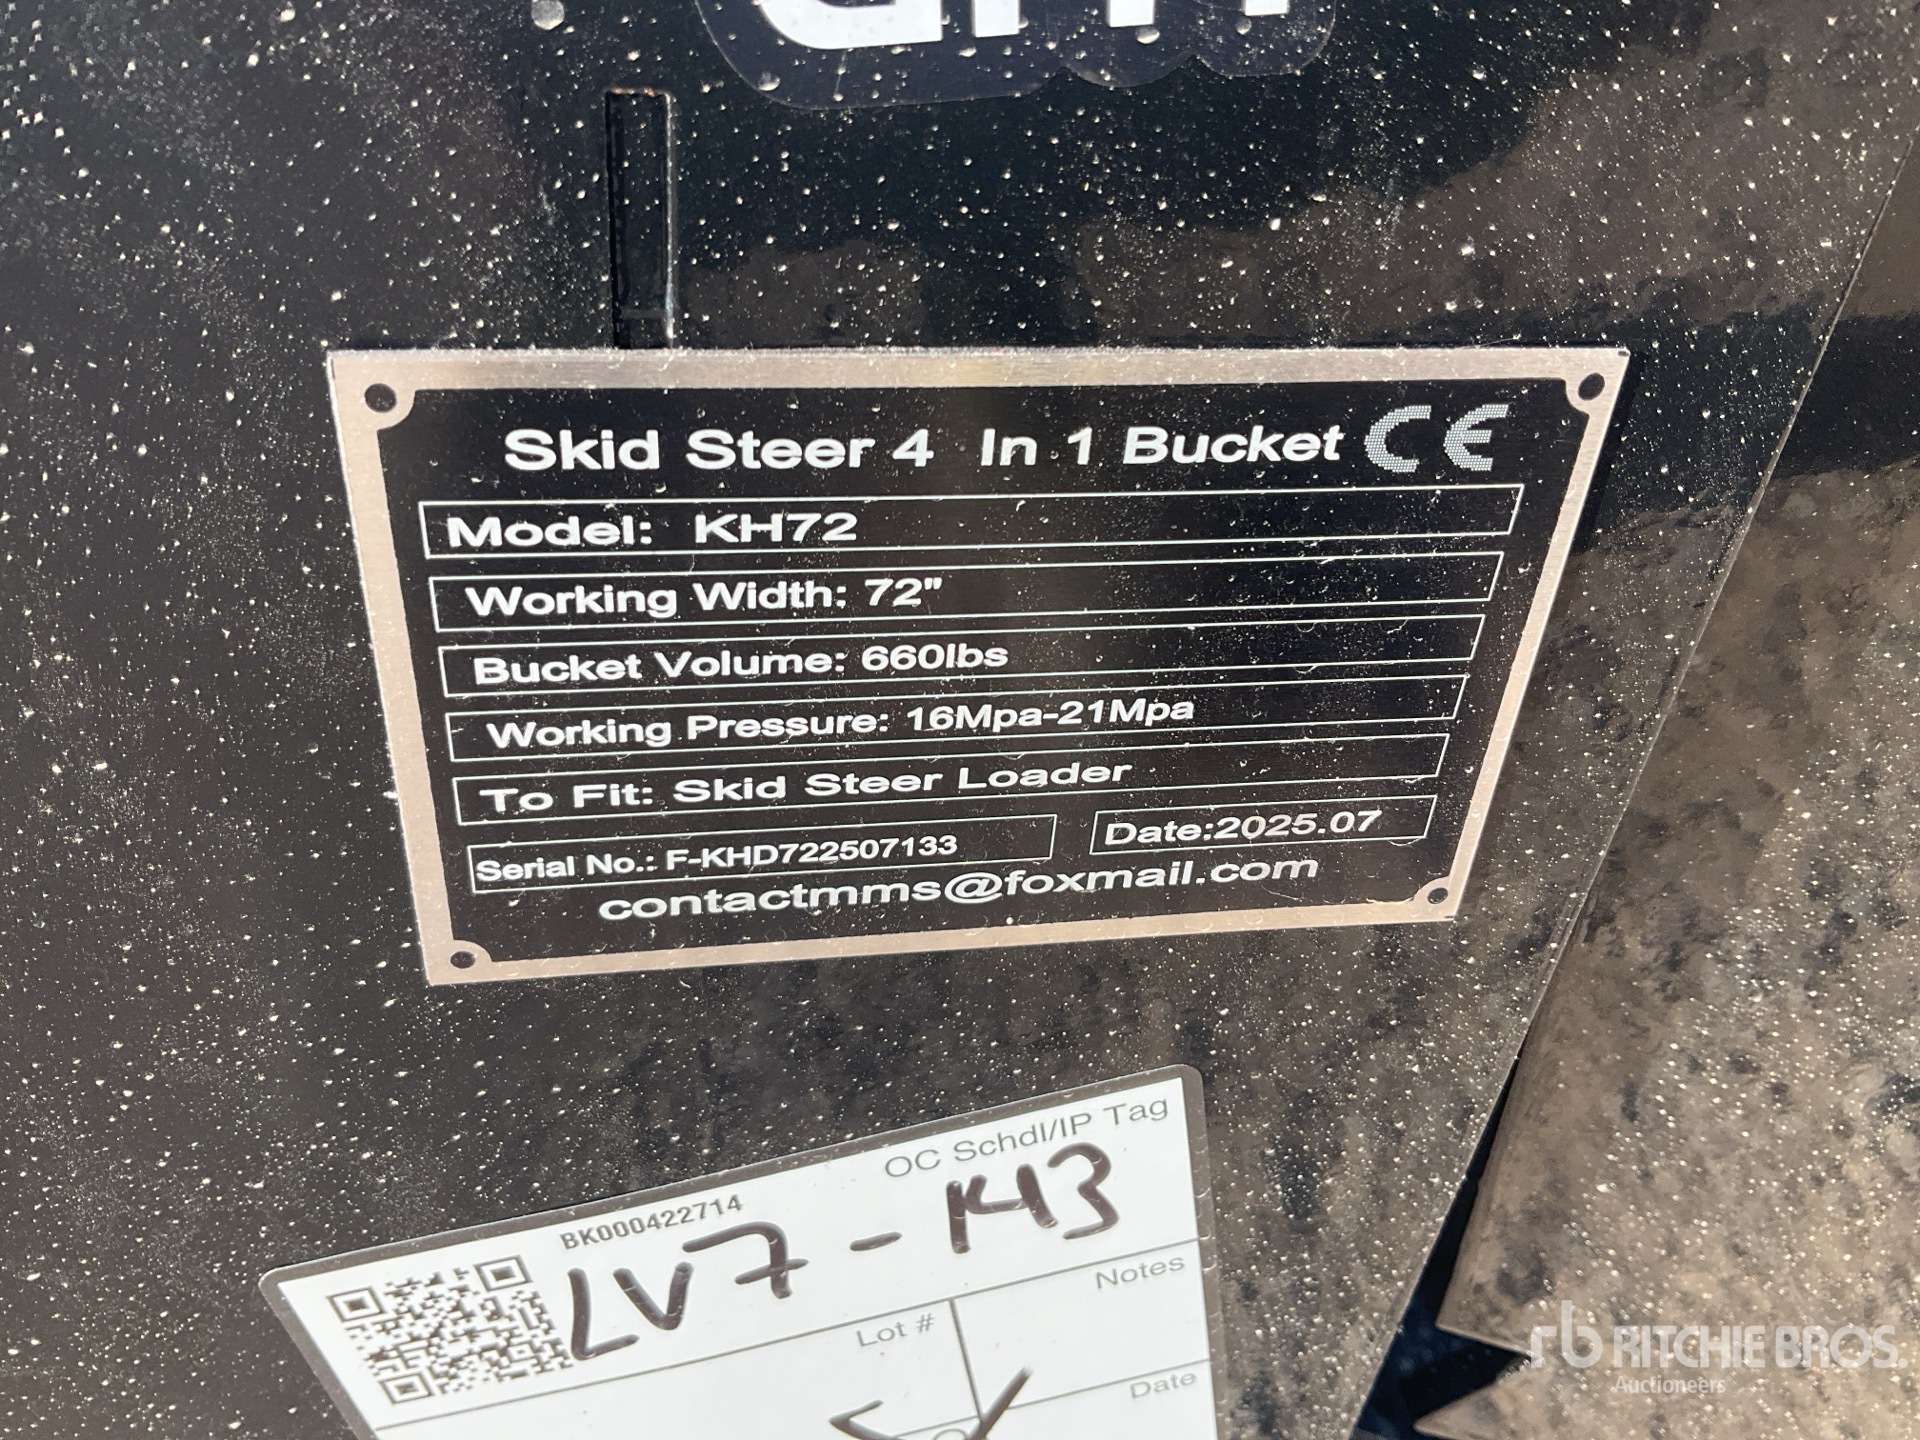 Skid Steer 4 In 1 Bucket CE
Model: KH72
Working Width: 72"
Bucket Volume: 660lbs
Working Pressure: 16Mpa-21Mpa
To Fit: Skid Steer Loader
Serial No.: F-KHD722507133 Date:2025.07
contactmms@foxmail.com
OC Schdl/IP Tag
BK000422714
LV7-143
Notes
Lot #
Date
rb RITCHIE BROS.
Auctioneers